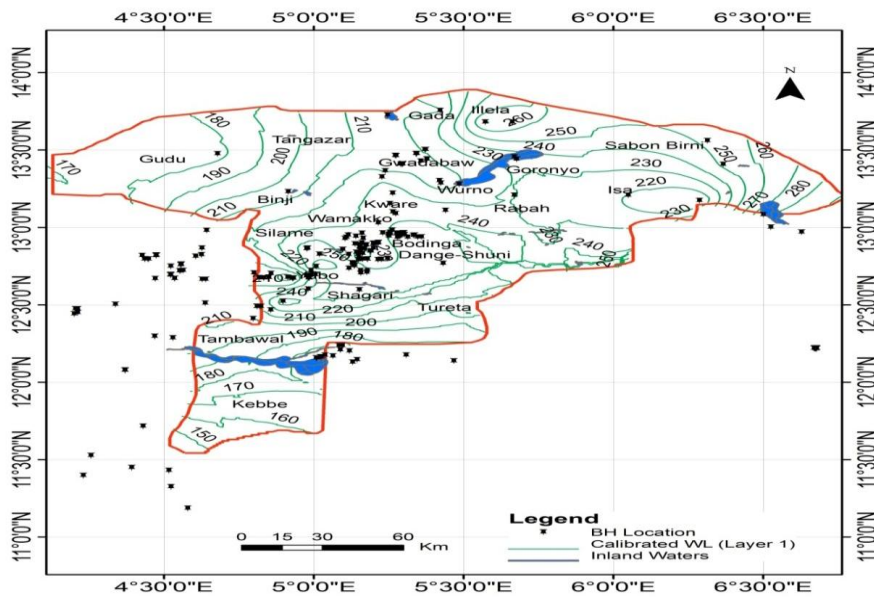 4°30'0"E 5°0'0"E 5°30'0"E 6°0'0"E 6°30'0"E
14°0'0"N 14°0'0"N
N
180 210 Gada Illela 260
Tangazar 250
200 240 Sabon Birni
170 Gudu 230 250 260
190 Gwadabaw Goronyo 230
Wurno 220
210 Binji Kware Rabah Isa 230 270 280
13°30'0"N 13°30'0"N
Wamakko 240
13°0'0"N 13°0'0"N
Silame Bodinga 240
Dange-Shuni 260
220 250 230
210 Yabo
240 Shagari
12°30'0"N 12°30'0"N
210 210 220 Tureta
200
Tambawal 190 180
12°0'0"N 12°0'0"N
180
170
Kebbe
160
150
11°30'0"N 11°30'0"N
11°0'0"N 11°0'0"N
Legend
BH Location
Calibrated WL (Layer 1)
Inland Waters
0 15 30 60
Km
4°30'0"E 5°0'0"E 5°30'0"E 6°0'0"E 6°30'0"E